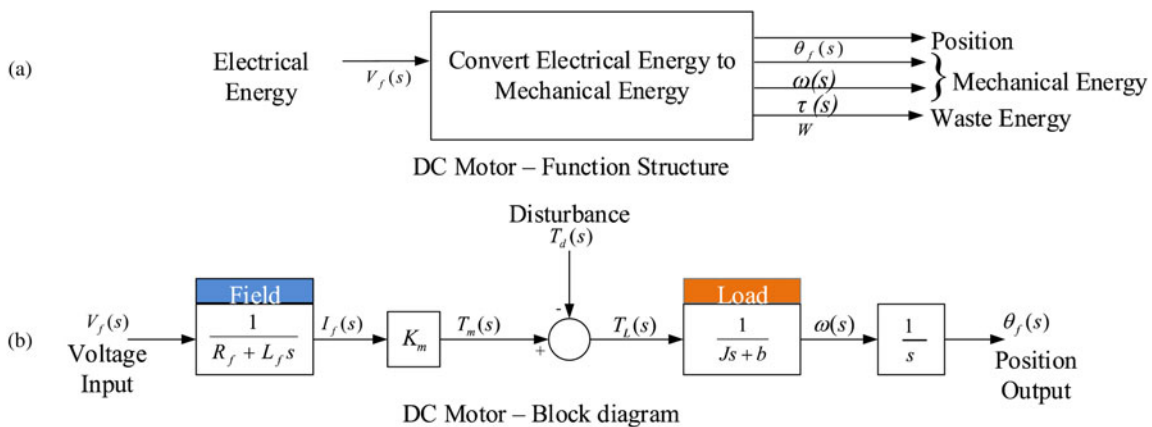 (a)
Electrical
Energy
V_f(s)
Convert Electrical Energy to
Mechanical Energy
θ_f(s)
ω(s)
τ(s)
W
Position
Mechanical Energy
Waste Energy
DC Motor – Function Structure
Disturbance
T_d(s)
(b)
V_f(s)
Voltage
Input
Field
1
R_f + L_f s
I_f(s)
K_m
T_m(s)
-
+
T_L(s)
Load
1
Js + b
ω(s)
1
s
θ_f(s)
Position
Output
DC Motor – Block diagram